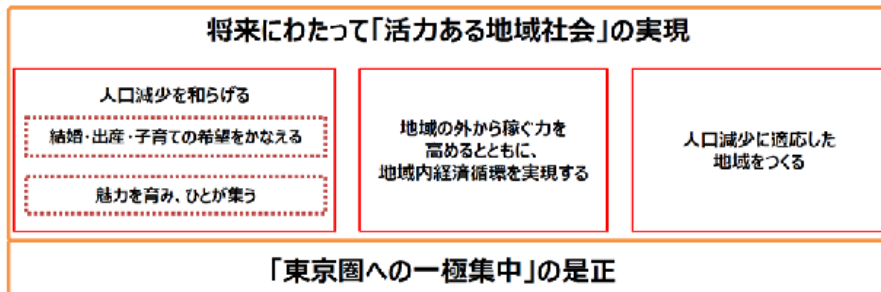 将来にわたって「活力ある地域社会」の実現
人口減少を和らげる
結婚・出産・子育ての希望をかなえる
魅力を育み、ひとが集う
地域の外から稼ぐ力を
高めるとともに、
地域内経済循環を実現する
人口減少に適応した
地域をつくる
「東京圏への一極集中」の是正